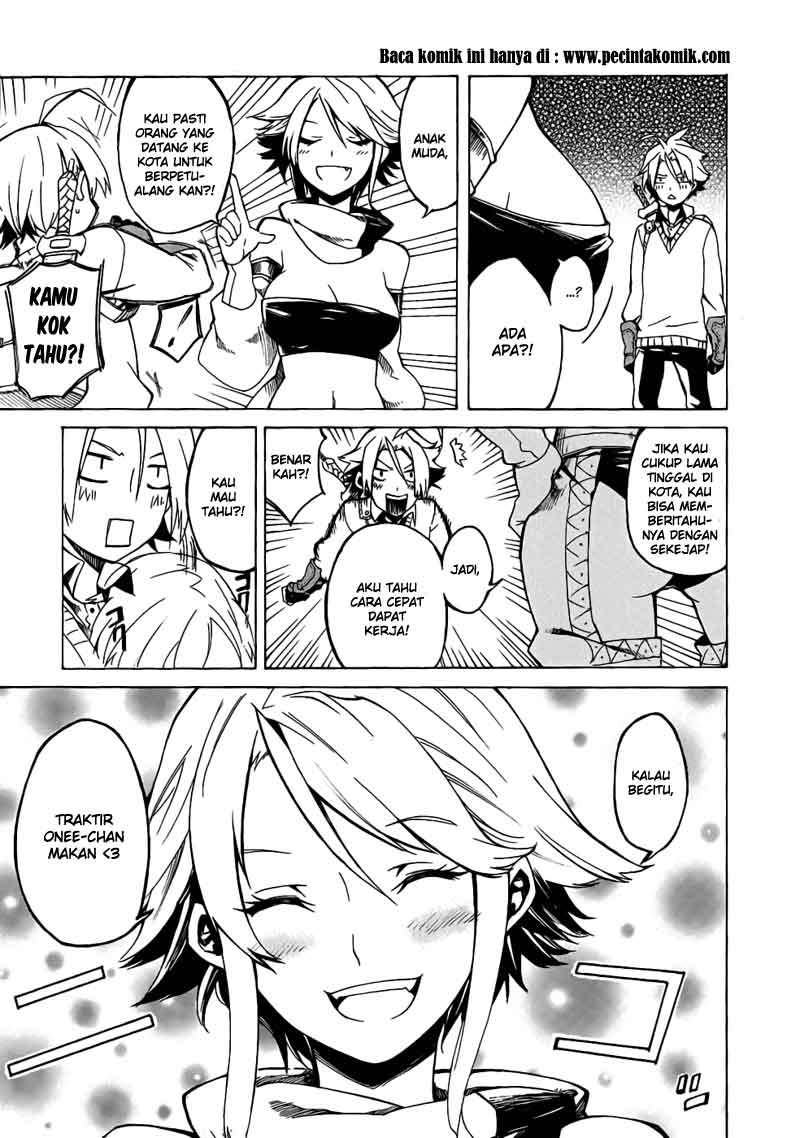 Baca komik ini hanya di : www.pecintakomik.com
...?
ADA
APA?!
ANAK
MUDA,
KAU PASTI
ORANG YANG
DATANG KE
KOTA UNTUK
BERPETU-
ALANG KAN?!
KAMU
KOK
TAHU?!
JIKA KAU
CUKUP LAMA
TINGGAL DI
KOTA, KAU
BISA MEM-
BERITAHU-
NYA DENGAN
SEKEJAP!
BENAR
KAH?!
JADI,
AKU TAHU
CARA CEPAT
DAPAT
KERJA!
KAU
MAU
TAHU?!
KALAU
BEGITU,
TRAKTIR
ONEE-CHAN
MAKAN <3
ニコ